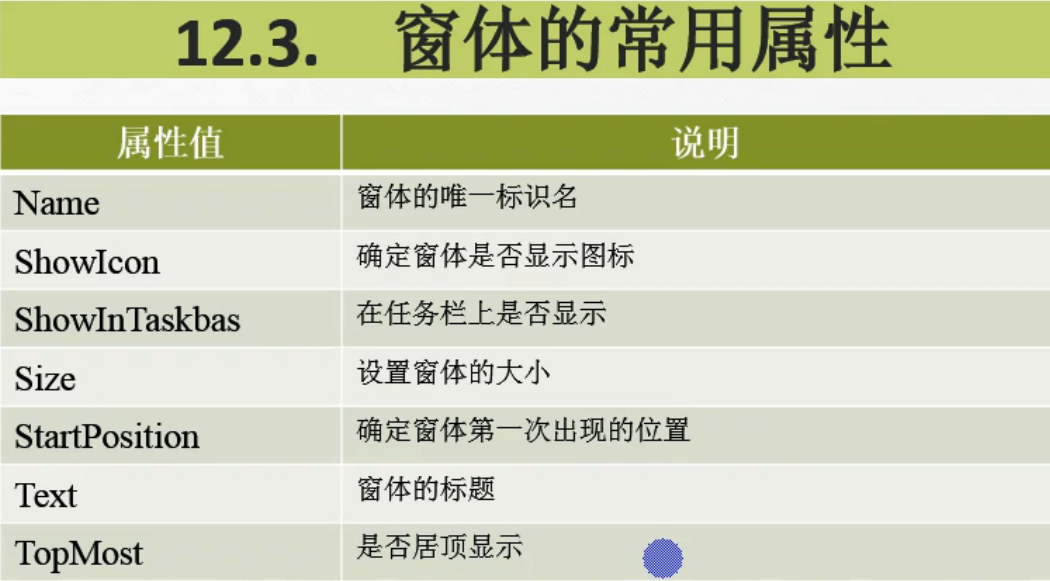 12.3. 窗体的常用属性
属性值 说明
Name 窗体的唯一标识名
ShowIcon 确定窗体是否显示图标
ShowInTaskbas 在任务栏上是否显示
Size 设置窗体的大小
StartPosition 确定窗体第一次出现的位置
Text 窗体的标题
TopMost 是否居顶显示